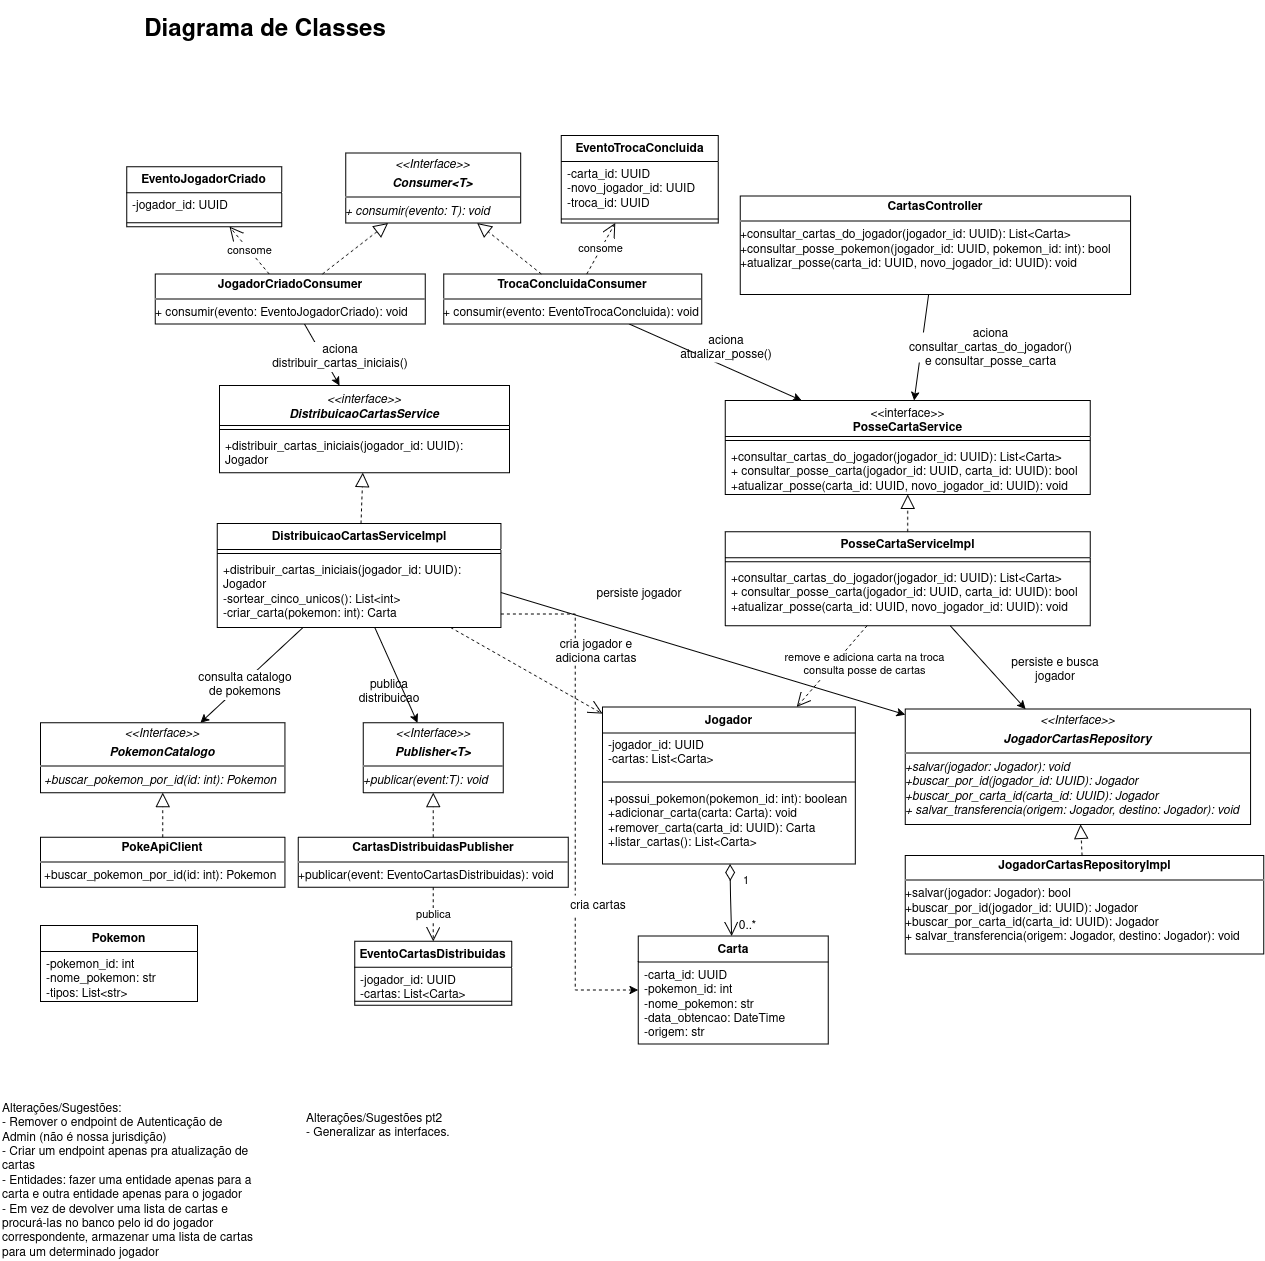 Diagrama de Classes
EventoJogadorCriado
-jogador_id: UUID
<<Interface>>
Consumer<T>
+ consumir(evento: T): void
EventoTrocaConcluida
-carta_id: UUID
-novo_jogador_id: UUID
-troca_id: UUID
CartasController
+consultar_cartas_do_jogador(jogador_id: UUID): List<Carta>
+consultar_posse_pokemon(jogador_id: UUID, pokemon_id: int): bool
+atualizar_posse(carta_id: UUID, novo_jogador_id: UUID): void
consome
consome
JogadorCriadoConsumer
+ consumir(evento: EventoJogadorCriado): void
TrocaConcluidaConsumer
+ consumir(evento: EventoTrocaConcluida): void
aciona
distribuir_cartas_iniciais()
aciona
atualizar_posse()
aciona
consultar_cartas_do_jogador()
e consultar_posse_carta
<<interface>>
DistribuicaoCartasService
+distribuir_cartas_iniciais(jogador_id: UUID):
Jogador
<<interface>>
PosseCartaService
+consultar_cartas_do_jogador(jogador_id: UUID): List<Carta>
+ consultar_posse_carta(jogador_id: UUID, carta_id: UUID): bool
+atualizar_posse(carta_id: UUID, novo_jogador_id: UUID): void
DistribuicaoCartasServiceImpl
+distribuir_cartas_iniciais(jogador_id: UUID):
Jogador
-sortear_cinco_unicos(): List<int>
-criar_carta(pokemon: int): Carta
PosseCartaServiceImpl
+consultar_cartas_do_jogador(jogador_id: UUID): List<Carta>
+ consultar_posse_carta(jogador_id: UUID, carta_id: UUID): bool
+atualizar_posse(carta_id: UUID, novo_jogador_id: UUID): void
persiste jogador
cria jogador e
adiciona cartas
remove e adiciona carta na troca
consulta posse de cartas
persiste e busca
jogador
consulta catalogo
de pokemons
publica
distribuicao
<<Interface>>
PokemonCatalogo
+buscar_pokemon_por_id(id: int): Pokemon
<<Interface>>
Publisher<T>
+publicar(event:T): void
Jogador
-jogador_id: UUID
-cartas: List<Carta>
+possui_pokemon(pokemon_id: int): boolean
+adicionar_carta(carta: Carta): void
+remover_carta(carta_id: UUID): Carta
+listar_cartas(): List<Carta>
<<Interface>>
JogadorCartasRepository
+salvar(jogador: Jogador): void
+buscar_por_id(jogador_id: UUID): Jogador
+buscar_por_carta_id(carta_id: UUID): Jogador
+ salvar_transferencia(origem: Jogador, destino: Jogador): void
PokeApiClient
+buscar_pokemon_por_id(id: int): Pokemon
CartasDistribuidasPublisher
+publicar(event: EventoCartasDistribuidas): void
JogadorCartasRepositoryImpl
+salvar(jogador: Jogador): bool
+buscar_por_id(jogador_id: UUID): Jogador
+buscar_por_carta_id(carta_id: UUID): Jogador
+ salvar_transferencia(origem: Jogador, destino: Jogador): void
1
cria cartas
publica
0..*
Pokemon
-pokemon_id: int
-nome_pokemon: str
-tipos: List<str>
EventoCartasDistribuidas
-jogador_id: UUID
-cartas: List<Carta>
Carta
-carta_id: UUID
-pokemon_id: int
-nome_pokemon: str
-data_obtencao: DateTime
-origem: str
Alterações/Sugestões:
- Remover o endpoint de Autenticação de
Admin (não é nossa jurisdição)
- Criar um endpoint apenas pra atualização de
cartas
- Entidades: fazer uma entidade apenas para a
carta e outra entidade apenas para o jogador
- Em vez de devolver uma lista de cartas e
procurá-las no banco pelo id do jogador
correspondente, armazenar uma lista de cartas
para um determinado jogador
Alterações/Sugestões pt2
- Generalizar as interfaces.